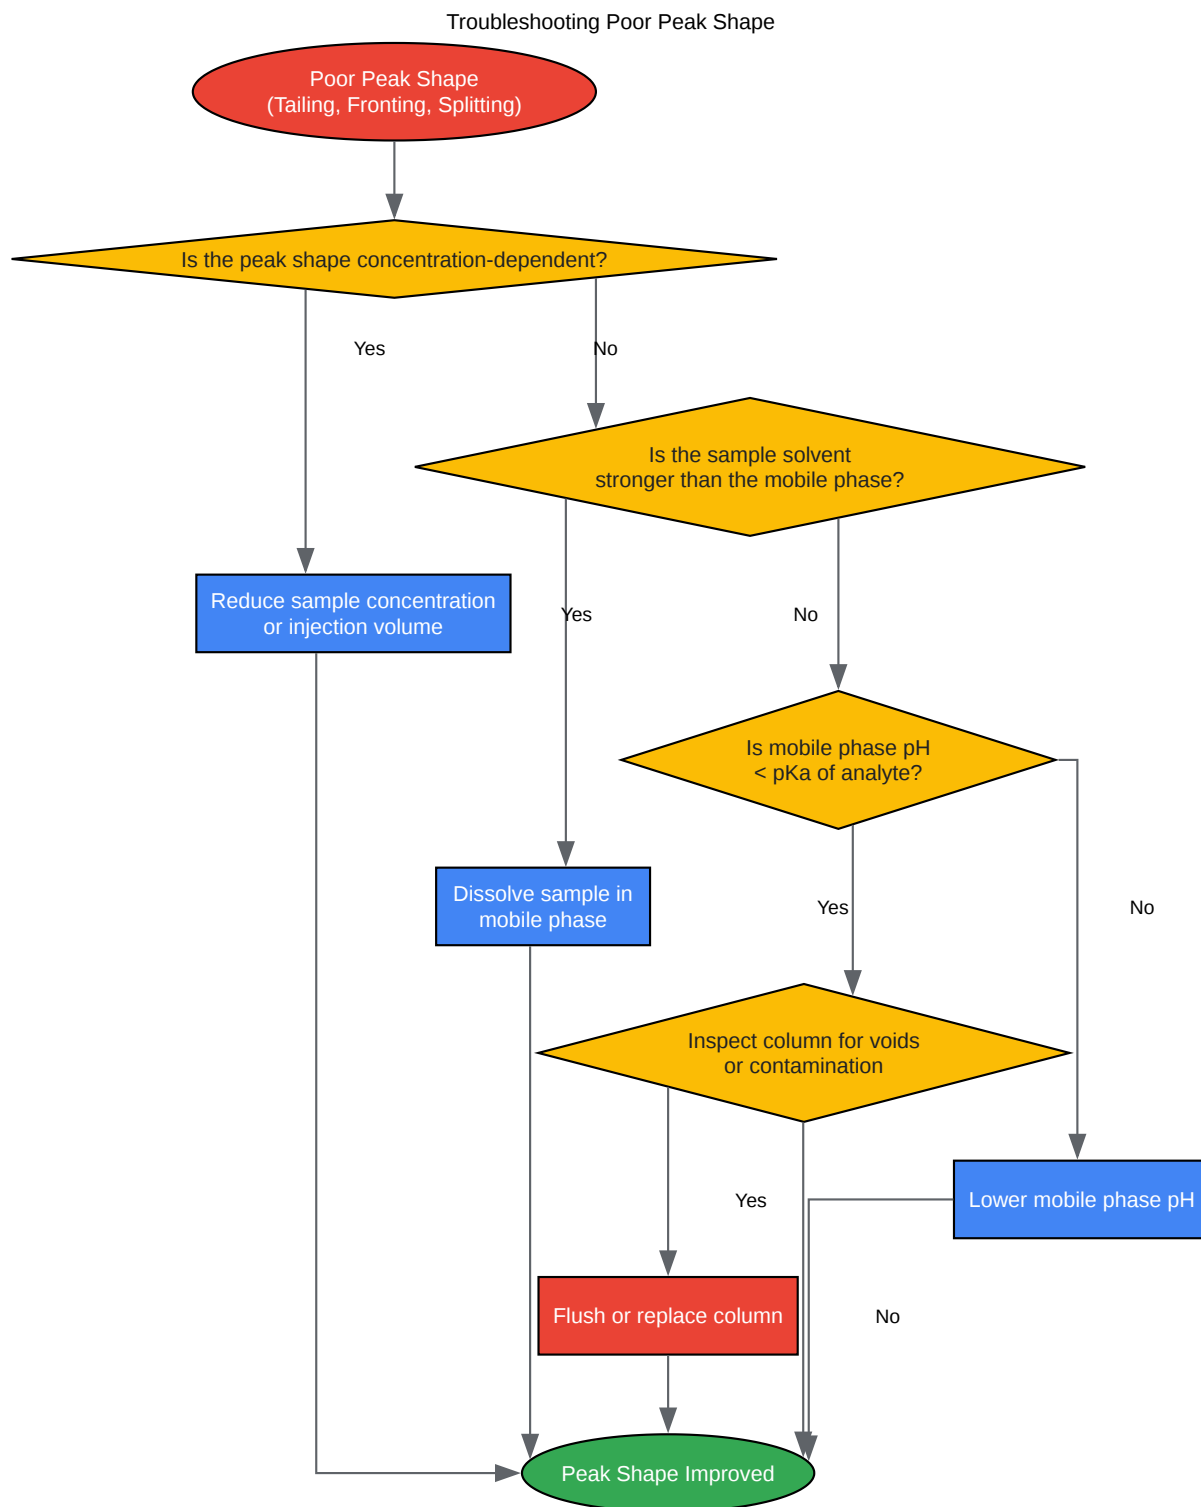 Troubleshooting Poor Peak Shape
Poor Peak Shape
(Tailing, Fronting, Splitting)
Is the peak shape concentration-dependent?
Yes
No
Is the sample solvent
stronger than the mobile phase?
Reduce sample concentration
or injection volume
Yes
No
Is mobile phase pH
< pKa of analyte?
Dissolve sample in
mobile phase
Yes
No
Inspect column for voids
or contamination
Yes
Lower mobile phase pH
Flush or replace column
No
Peak Shape Improved